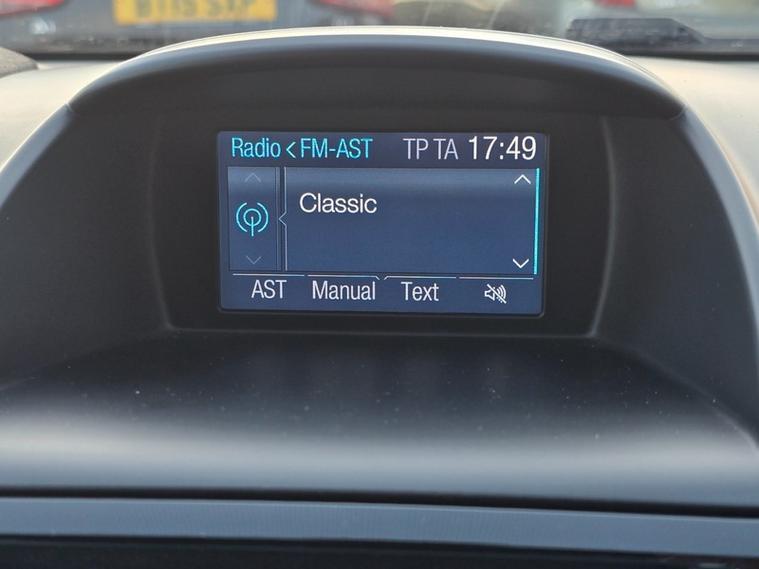 Radio < FM-AST TP TA 17:49
Classic
AST Manual Text